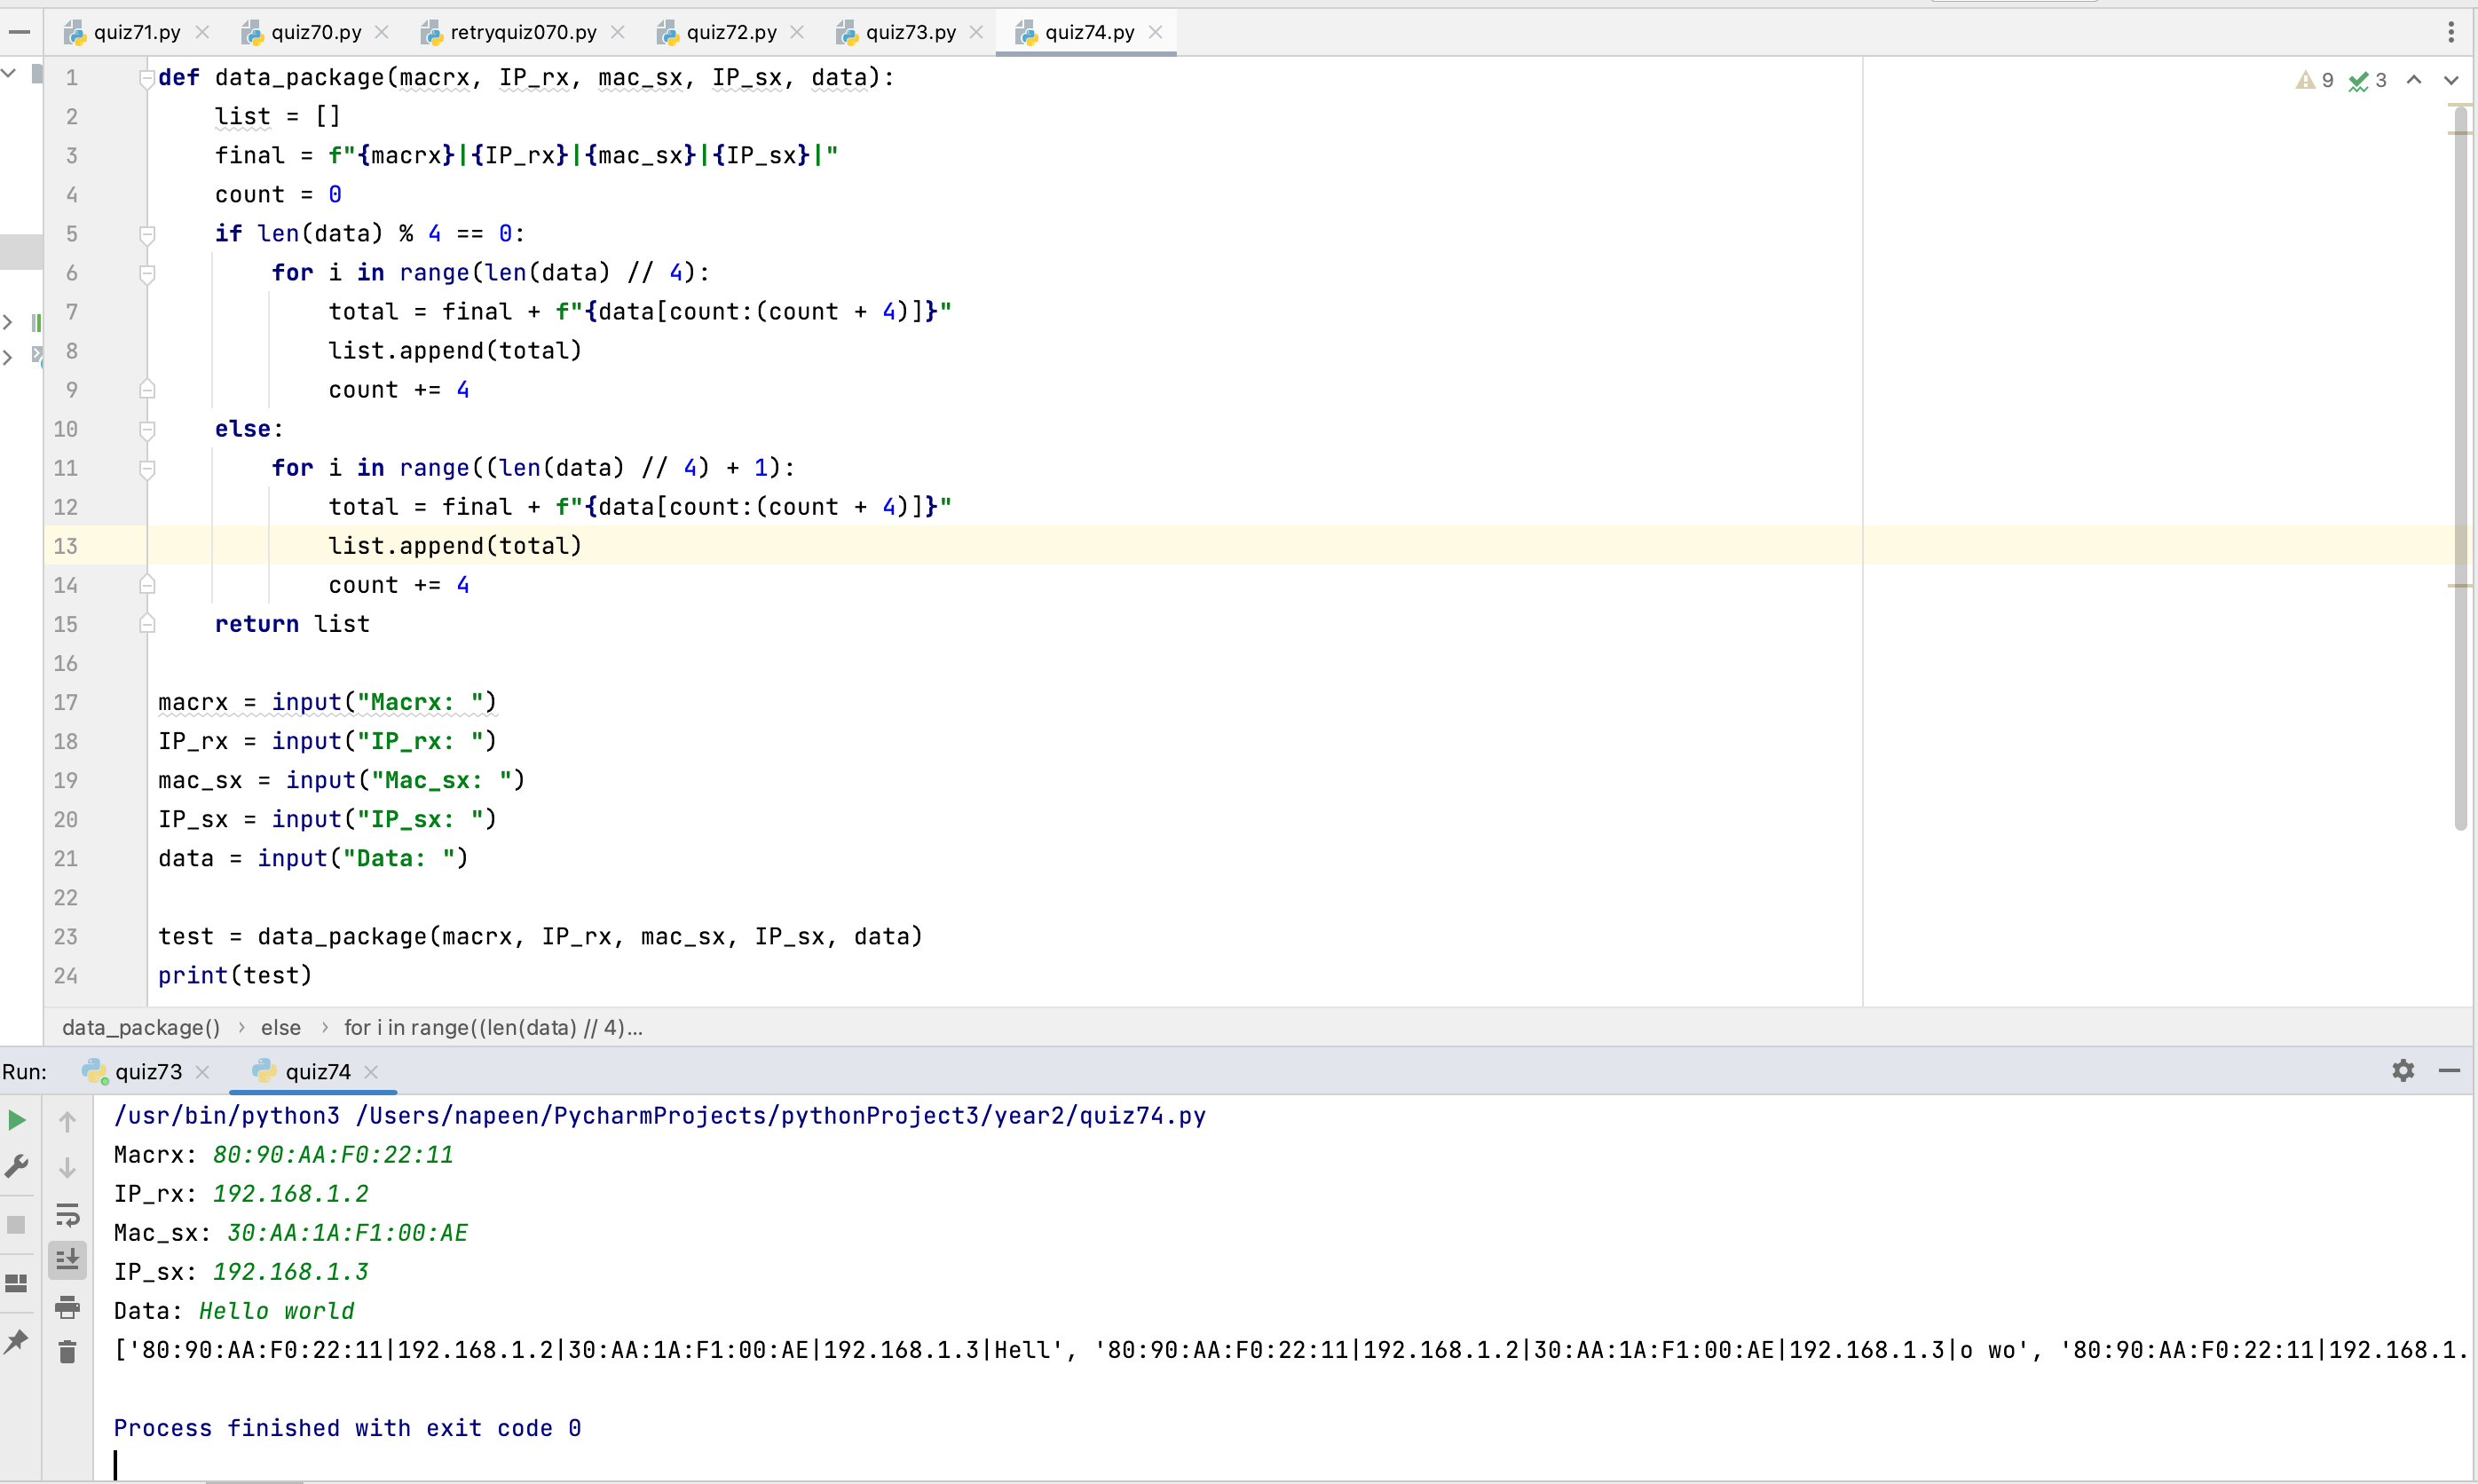 quiz71.py quiz70.py retryquiz070.py quiz72.py quiz73.py quiz74.py
9 3
1 def data_package(macrx, IP_rx, mac_sx, IP_sx, data):
2     list = []
3     final = f"{macrx}|{IP_rx}|{mac_sx}|{IP_sx}|"
4     count = 0
5     if len(data) % 4 == 0:
6         for i in range(len(data) // 4):
7             total = final + f"{data[count:(count + 4)]}"
8             list.append(total)
9             count += 4
10     else:
11         for i in range((len(data) // 4) + 1):
12             total = final + f"{data[count:(count + 4)]}"
13             list.append(total)
14             count += 4
15     return list
16
17 macrx = input("Macrx: ")
18 IP_rx = input("IP_rx: ")
19 mac_sx = input("Mac_sx: ")
20 IP_sx = input("IP_sx: ")
21 data = input("Data: ")
22
23 test = data_package(macrx, IP_rx, mac_sx, IP_sx, data)
24 print(test)
data_package() › else › for i in range((len(data) // 4)...
Run: quiz73 quiz74
/usr/bin/python3 /Users/napeen/PycharmProjects/pythonProject3/year2/quiz74.py
Macrx: 80:90:AA:F0:22:11
IP_rx: 192.168.1.2
Mac_sx: 30:AA:1A:F1:00:AE
IP_sx: 192.168.1.3
Data: Hello world
['80:90:AA:F0:22:11|192.168.1.2|30:AA:1A:F1:00:AE|192.168.1.3|Hell', '80:90:AA:F0:22:11|192.168.1.2|30:AA:1A:F1:00:AE|192.168.1.3|o wo', '80:90:AA:F0:22:11|192.168.1.
Process finished with exit code 0